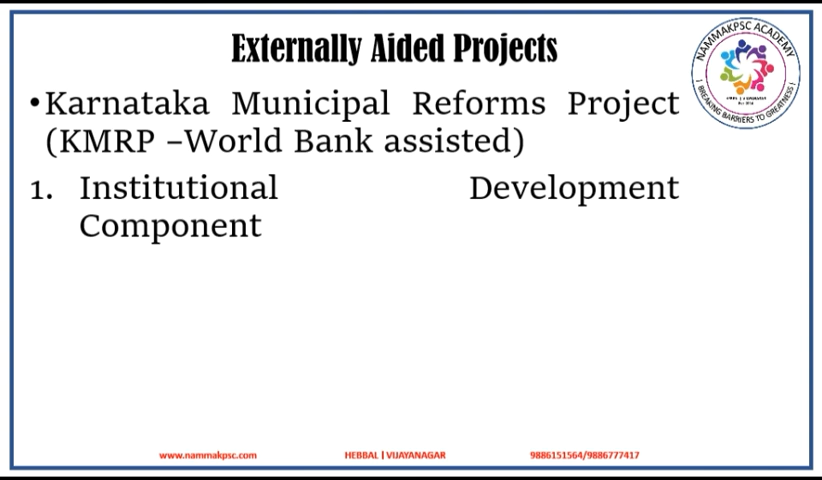 Externally Aided Projects
NAMMAKPSC ACADEMY
| BREAKING BARRIERS TO GREATNESS |
•Karnataka Municipal Reforms Project
(KMRP –World Bank assisted)
1. Institutional Development
Component
www.nammakpsc.com HEBBAL | VIJAYANAGAR 9886151564/9886777417